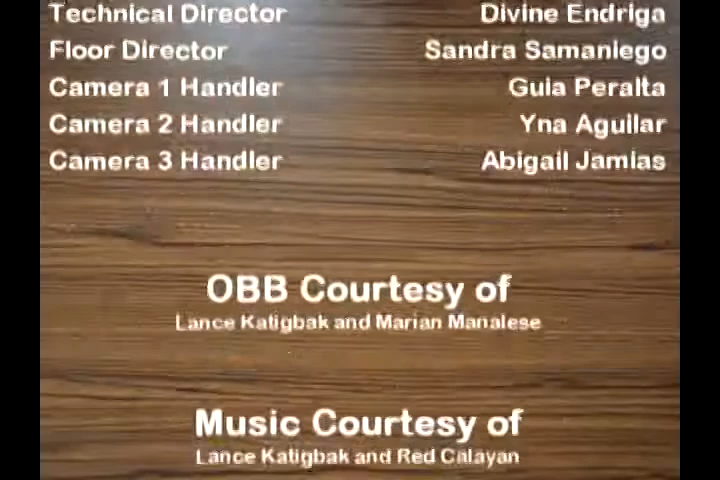 Technical Director Divine Endriga
Floor Director Sandra Samaniego
Camera 1 Handler Guia Peralta
Camera 2 Handler Yna Aguilar
Camera 3 Handler Abigail Jamias
OBB Courtesy of
Lance Katigbak and Marian Manalese
Music Courtesy of
Lance Katigbak and Red Calayan